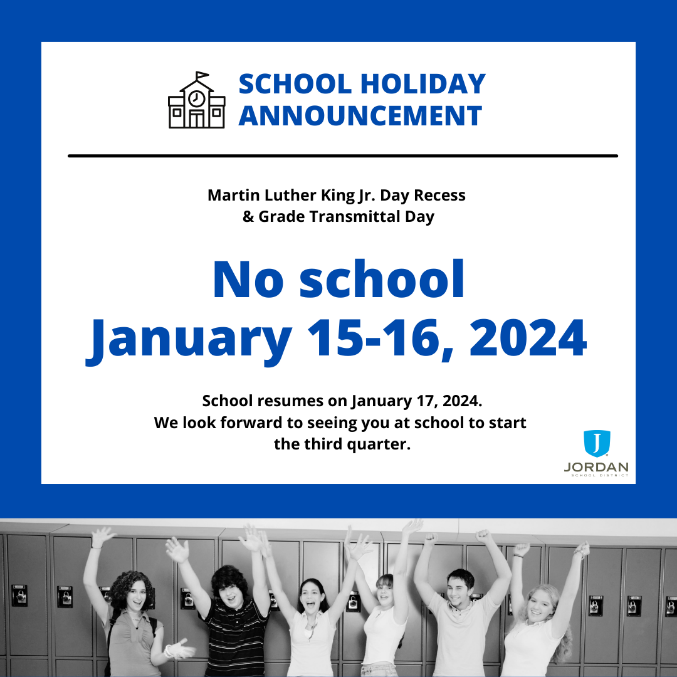 SCHOOL HOLIDAY
ANNOUNCEMENT
Martin Luther King Jr. Day Recess
& Grade Transmittal Day
No school
January 15-16, 2024
School resumes on January 17, 2024.
We look forward to seeing you at school to start
the third quarter.
J
JORDAN
SCHOOL DISTRICT